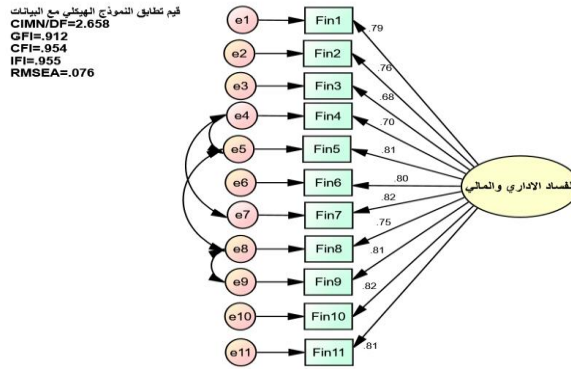 قيم تطابق النموذج الهيكلي مع البيانات
CIMN/DF=2.658
GFI=.912
CFI=.954
IFI=.955
RMSEA=.076
e1 Fin1 .79
e2 Fin2 .76
e3 Fin3 .68
e4 Fin4 .70
e5 Fin5 .81
e6 Fin6 .80
e7 Fin7 .82
e8 Fin8 .75
e9 Fin9 .81
e10 Fin10 .82
e11 Fin11 .81
لفساد الاداري والمالي